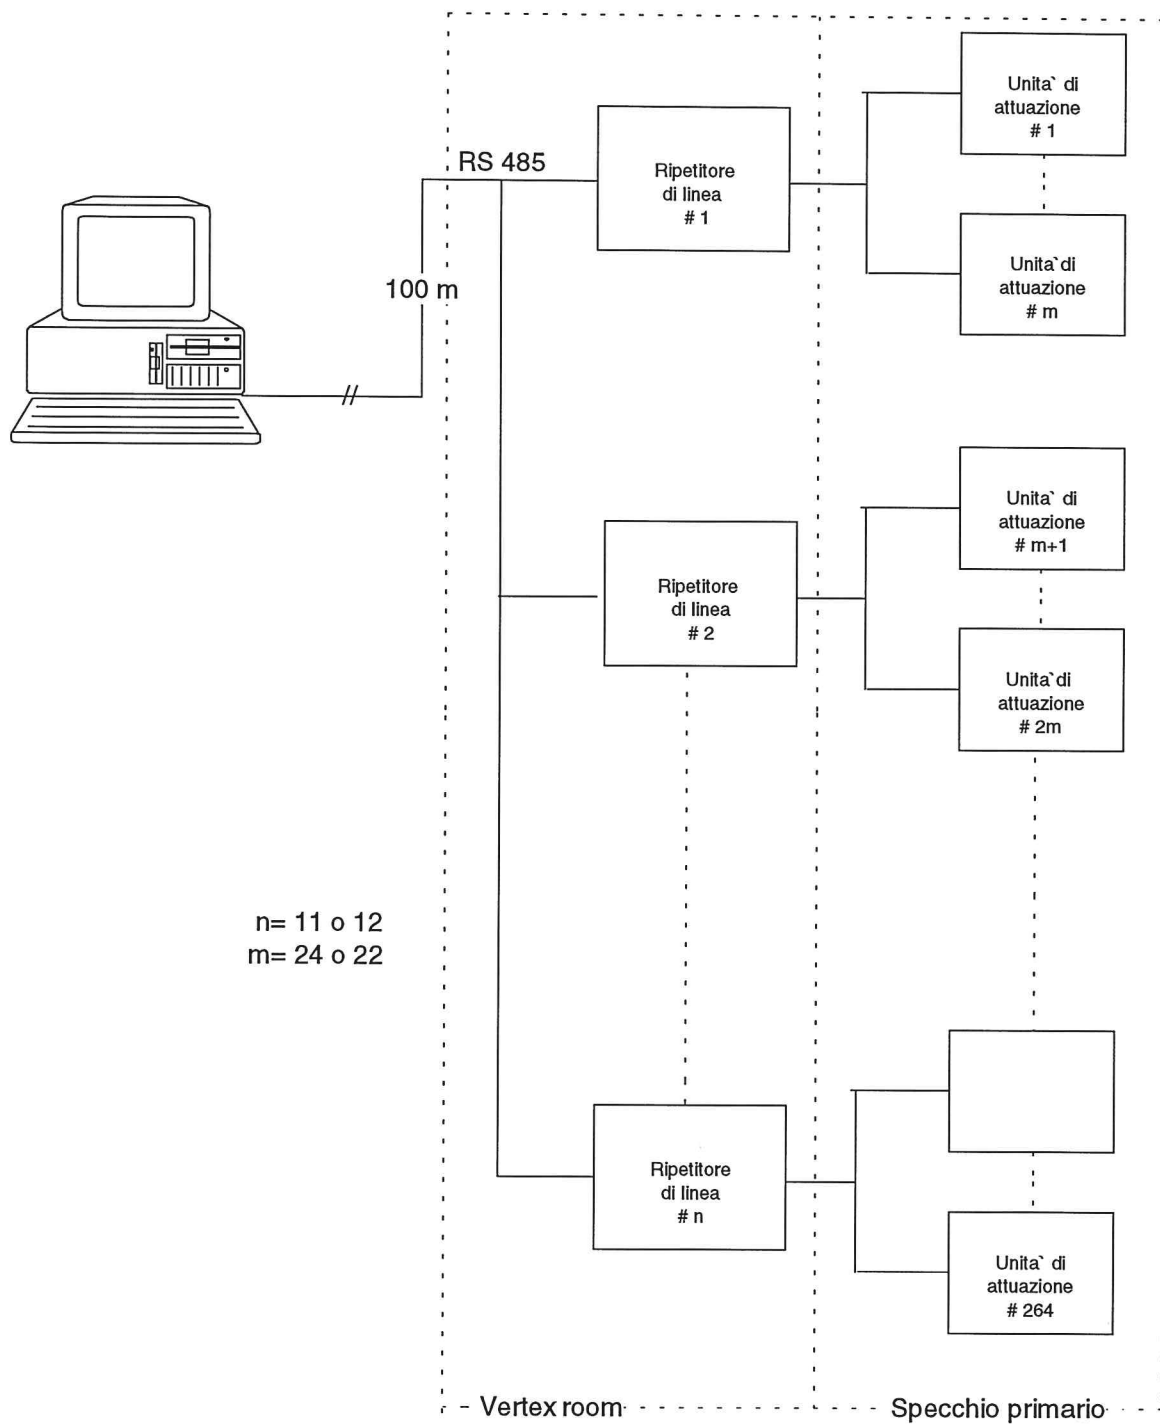 Unita` di
attuazione
# 1
RS 485
Ripetitore
di linea
# 1
Unita`di
attuazione
# m
100 m
Unita` di
attuazione
# m+1
Ripetitore
di linea
# 2
Unita`di
attuazione
# 2m
n= 11 o 12
m= 24 o 22
Ripetitore
di linea
# n
Unita` di
attuazione
# 264
Vertex room
Specchio primario